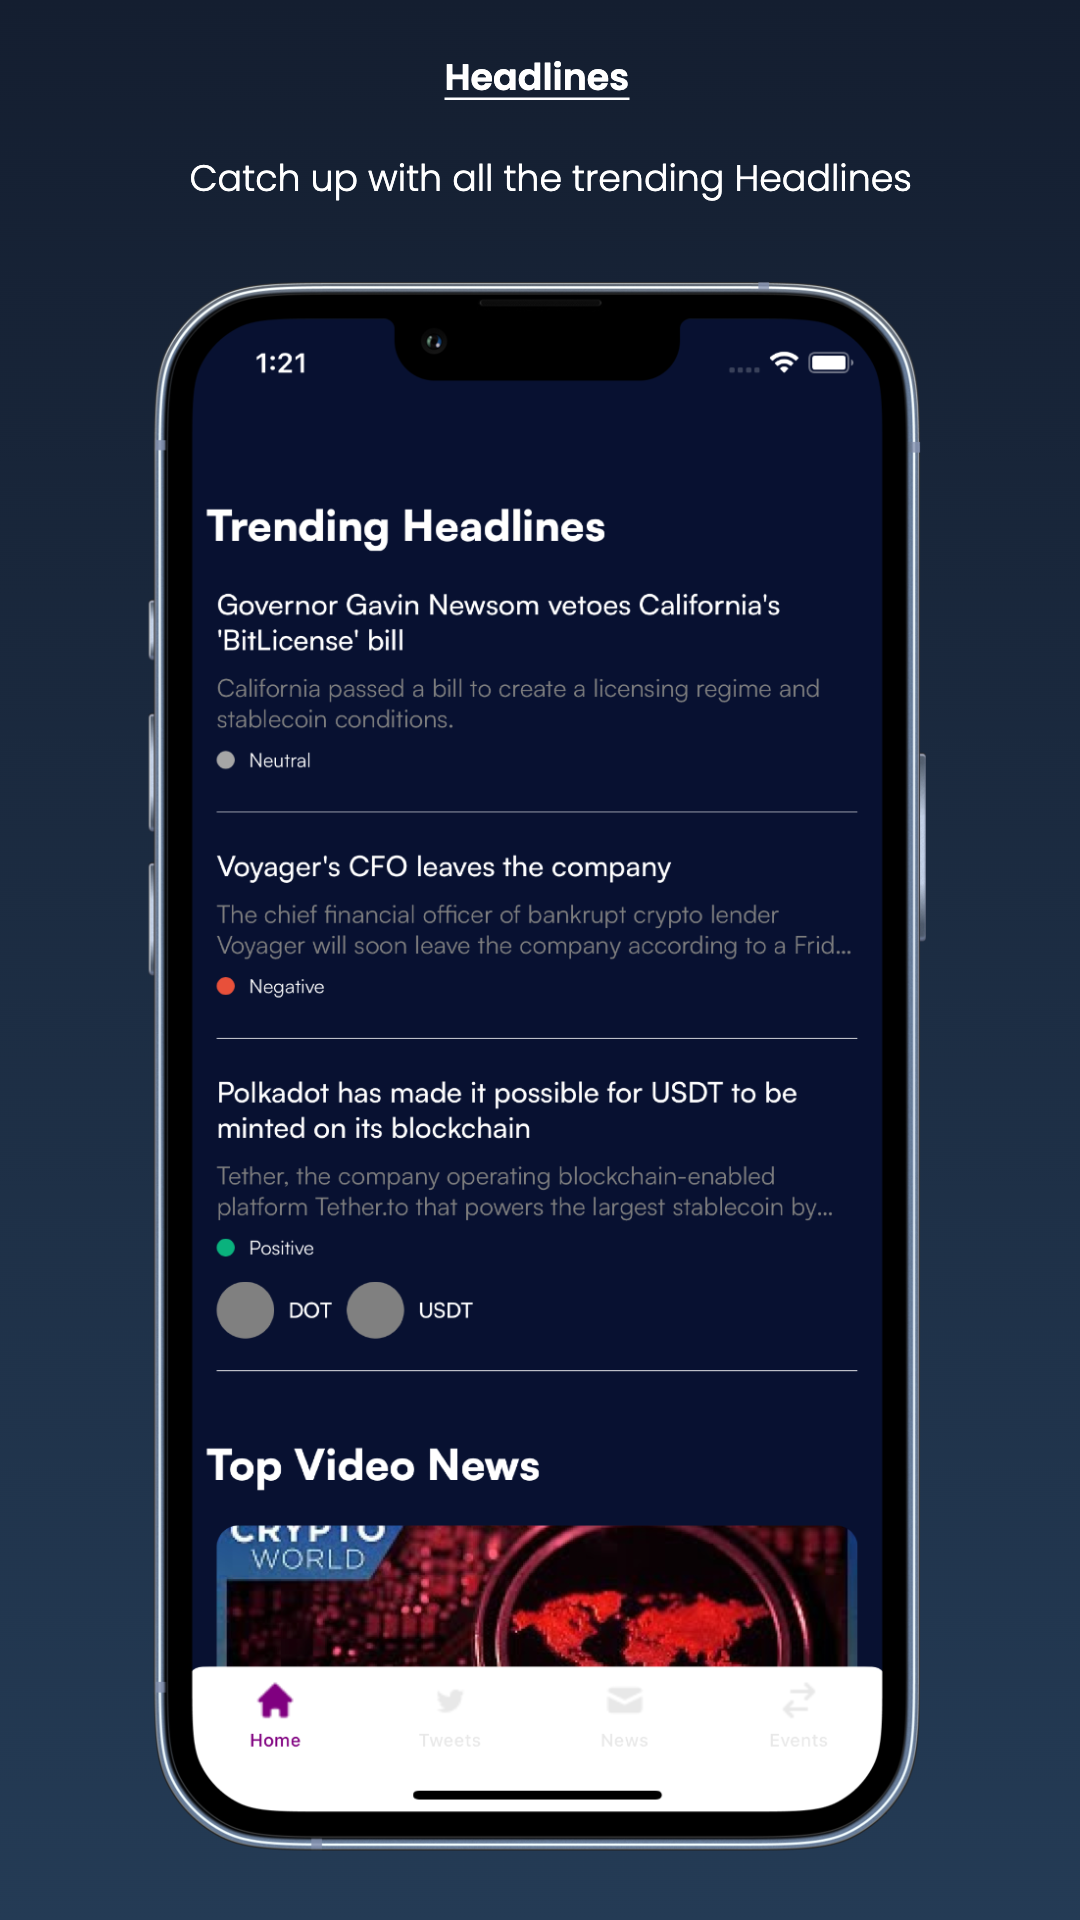 Headlines
Catch up with all the trending Headlines
1:21
Trending Headlines
Governor Gavin Newsom vetoes California's
'BitLicense' bill
California passed a bill to create a licensing regime and
stablecoin conditions.
Neutral
Voyager's CFO leaves the company
The chief financial officer of bankrupt crypto lender
Voyager will soon leave the company according to a Frid...
Negative
Polkadot has made it possible for USDT to be
minted on its blockchain
Tether, the company operating blockchain-enabled
platform Tether.to that powers the largest stablecoin by...
Positive
DOT USDT
Top Video News
CRYPTO
WORLD
Home Tweets News Events